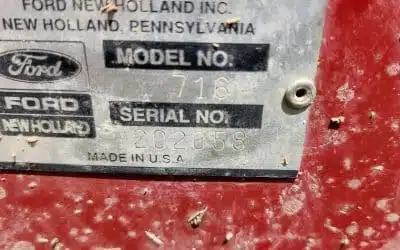 FORD NEW HOLLAND INC.
NEW HOLLAND, PENNSYLVANIA
Ford
MODEL NO.
716
FORD
NEW HOLLAND
SERIAL NO.
202058
MADE IN U.S.A